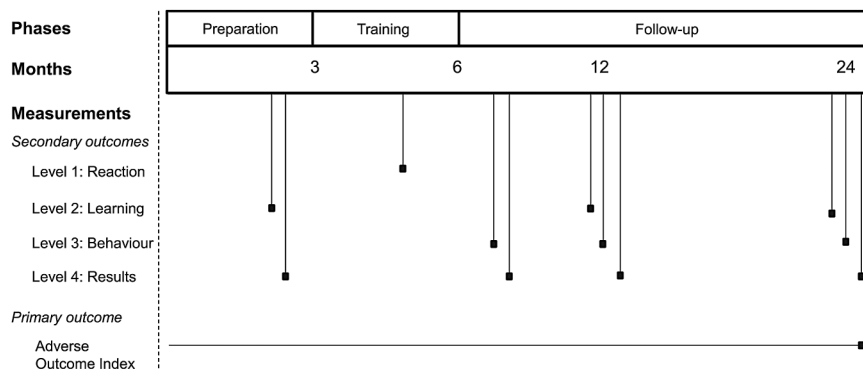 Phases Preparation Training Follow-up
Months 3 6 12 24
Measurements
Secondary outcomes
Level 1: Reaction
Level 2: Learning
Level 3: Behaviour
Level 4: Results
Primary outcome
Adverse
Outcome Index